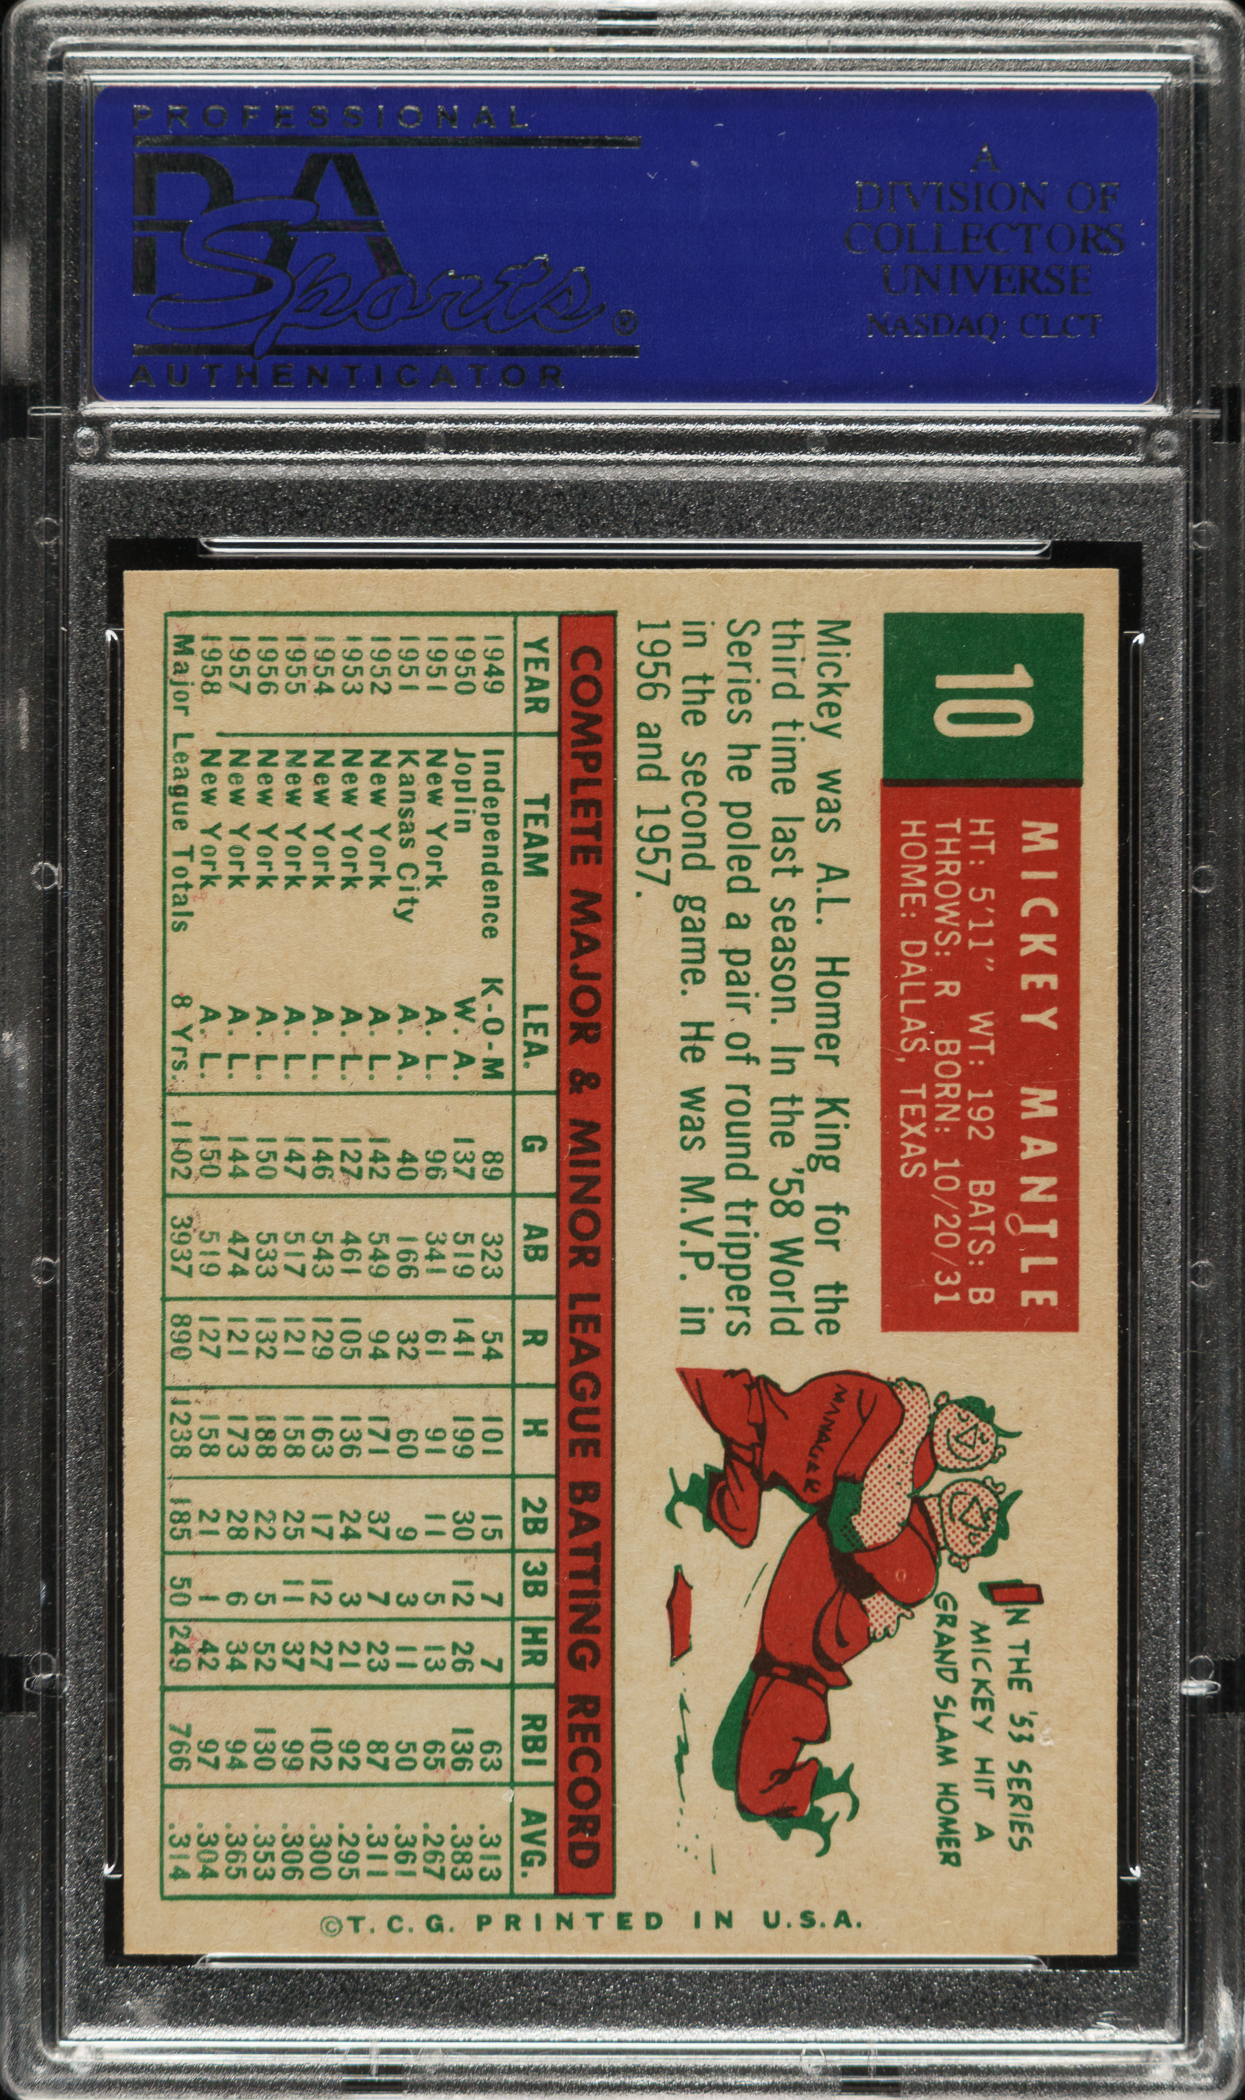 PROFESSIONAL
PSA
Sports®
AUTHENTICATOR
A
DIVISION OF
COLLECTORS
UNIVERSE
NASDAQ: CLCT
10
MICKEY MANTLE
HT: 5'11" WT: 192 BATS: B
THROWS: R BORN: 10/20/31
HOME: DALLAS, TEXAS
Mickey was A.L. Homer King for the
third time last season. In the '58 World
Series he poled a pair of round trippers
in the second game. He was M.V.P. in
1956 and 1957.
IN THE '53 SERIES
MICKEY HIT A
GRAND SLAM HOMER
MANAGER
COMPLETE MAJOR & MINOR LEAGUE BATTING RECORD
YEAR TEAM LEA. G AB R H 2B 3B HR RBI AVG.
1949 Independence K-O-M 89 323 54 101 15 7 7 63 .313
1950 Joplin W. A. 137 519 141 199 30 12 26 136 .383
1951 New York A. L. 96 341 61 91 11 5 13 65 .267
1951 Kansas City A. A. 40 166 32 60 9 3 11 50 .361
1952 New York A. L. 142 549 94 171 37 7 23 87 .311
1953 New York A. L. 127 461 105 136 24 3 21 92 .295
1954 New York A. L. 146 543 129 163 17 12 27 102 .300
1955 New York A. L. 147 517 121 158 25 11 37 99 .306
1956 New York A. L. 150 533 132 188 22 5 52 130 .353
1957 New York A. L. 144 474 121 173 28 6 34 94 .365
1958 New York A. L. 150 519 127 158 21 1 42 97 .304
Major League Totals 8 Yrs. 1102 3937 890 1238 185 50 249 766 .314
©T. C. G. PRINTED IN U.S.A.